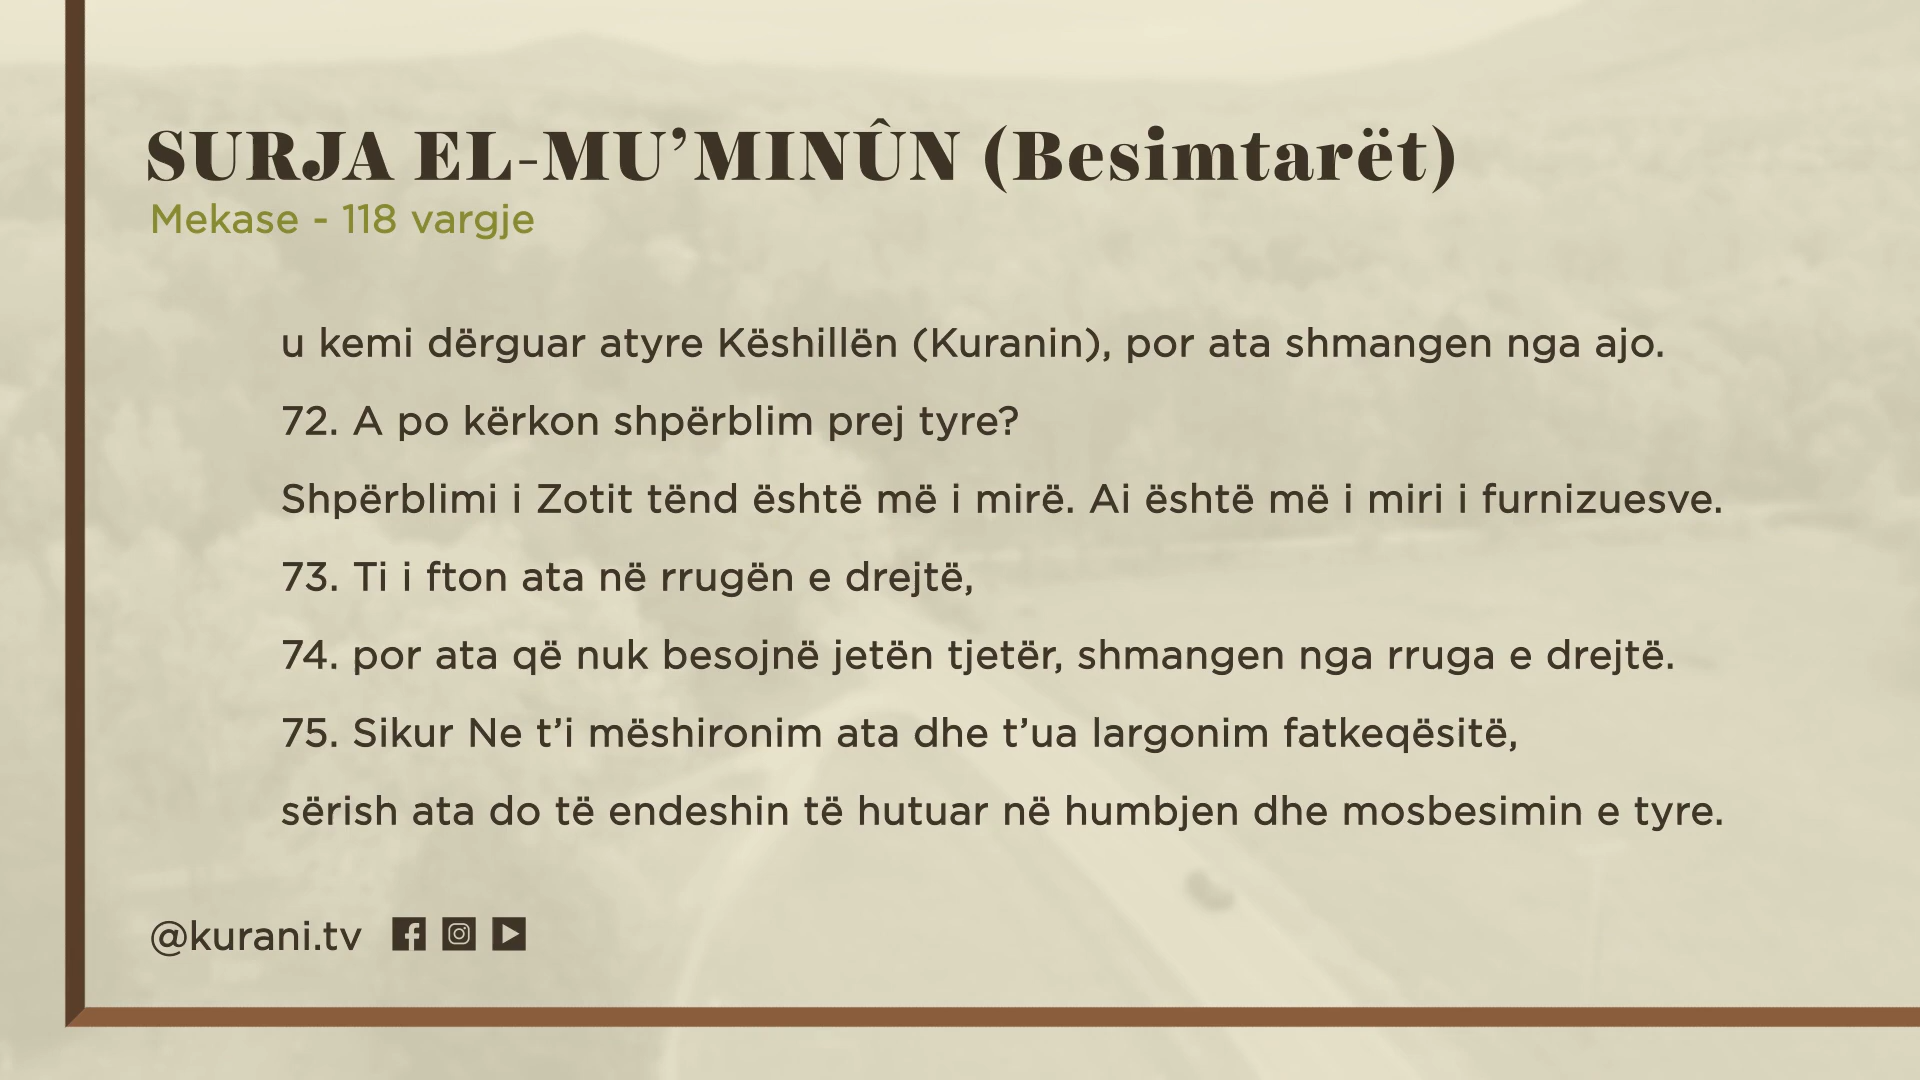 SURJA EL-MU’MINÛN (Besimtarët)
Mekase - 118 vargje
u kemi dërguar atyre Këshillën (Kuranin), por ata shmangen nga ajo.
72. A po kërkon shpërblim prej tyre?
Shpërblimi i Zotit tënd është më i mirë. Ai është më i miri i furnizuesve.
73. Ti i fton ata në rrugën e drejtë,
74. por ata që nuk besojnë jetën tjetër, shmangen nga rruga e drejtë.
75. Sikur Ne t’i mëshironim ata dhe t’ua largonim fatkeqësitë,
sërish ata do të endeshin të hutuar në humbjen dhe mosbesimin e tyre.
@kurani.tv